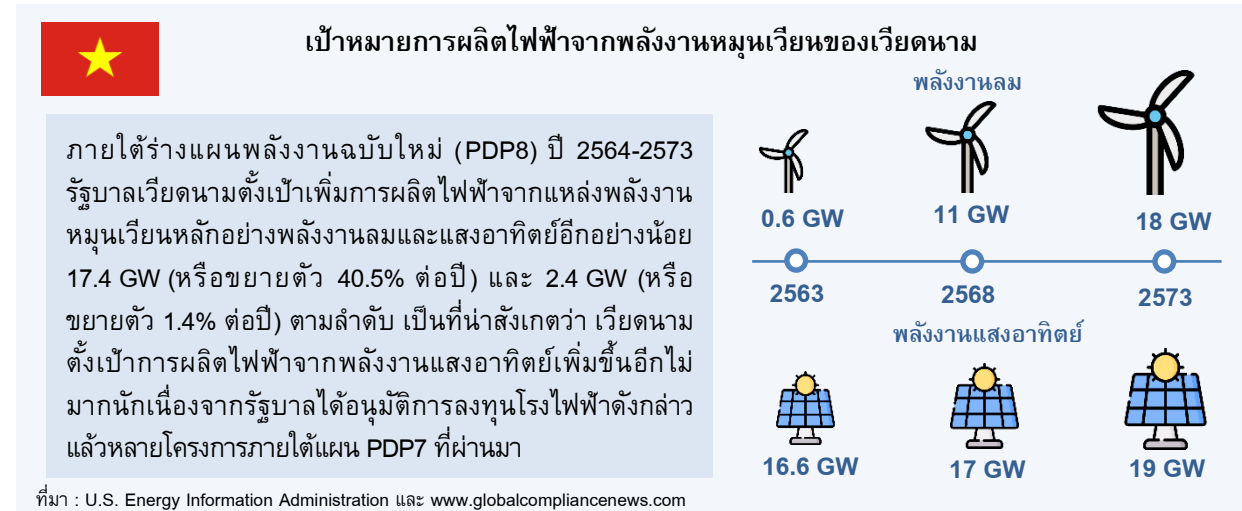 เป้าหมายการผลิตไฟฟ้าจากพลังงานหมุนเวียนของเวียดนาม
ภายใต้ร่างแผนพลังงานฉบับใหม่ (PDP8) ปี 2564-2573
รัฐบาลเวียดนามตั้งเป้าเพิ่มการผลิตไฟฟ้าจากแหล่งพลังงาน
หมุนเวียนหลักอย่างพลังงานลมและแสงอาทิตย์อีกอย่างน้อย
17.4 GW (หรือขยายตัว 40.5% ต่อปี) และ 2.4 GW (หรือ
ขยายตัว 1.4% ต่อปี) ตามลำดับ เป็นที่น่าสังเกตว่า เวียดนาม
ตั้งเป้าการผลิตไฟฟ้าจากพลังงานแสงอาทิตย์เพิ่มขึ้นอีกไม่
มากนักเนื่องจากรัฐบาลได้อนุมัติการลงทุนโรงไฟฟ้าดังกล่าว
แล้วหลายโครงการภายใต้แผน PDP7 ที่ผ่านมา
พลังงานลม
0.6 GW 11 GW 18 GW
2563 2568 2573
พลังงานแสงอาทิตย์
16.6 GW 17 GW 19 GW
ที่มา : U.S. Energy Information Administration และ www.globalcompliancenews.com